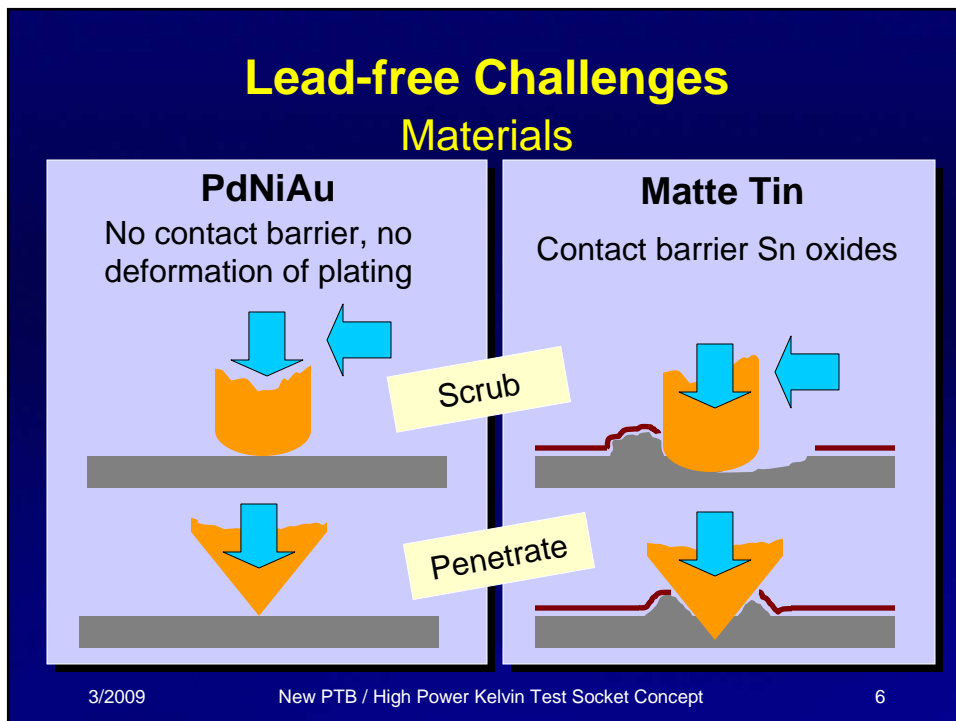 Lead-free Challenges
Materials
PdNiAu
No contact barrier, no
deformation of plating
Matte Tin
Contact barrier Sn oxides
Scrub
Penetrate
3/2009
New PTB / High Power Kelvin Test Socket Concept
6